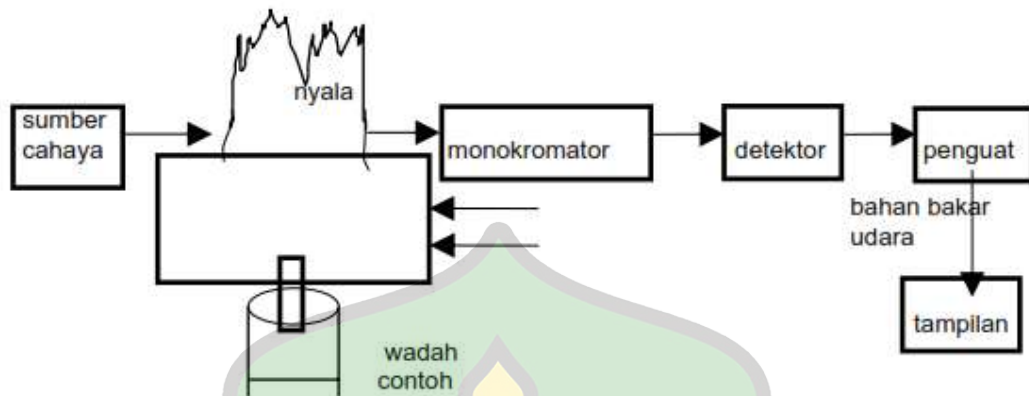 nyala
sumber
cahaya
monokromator
detektor
penguat
bahan bakar
udara
tampilan
wadah
contoh